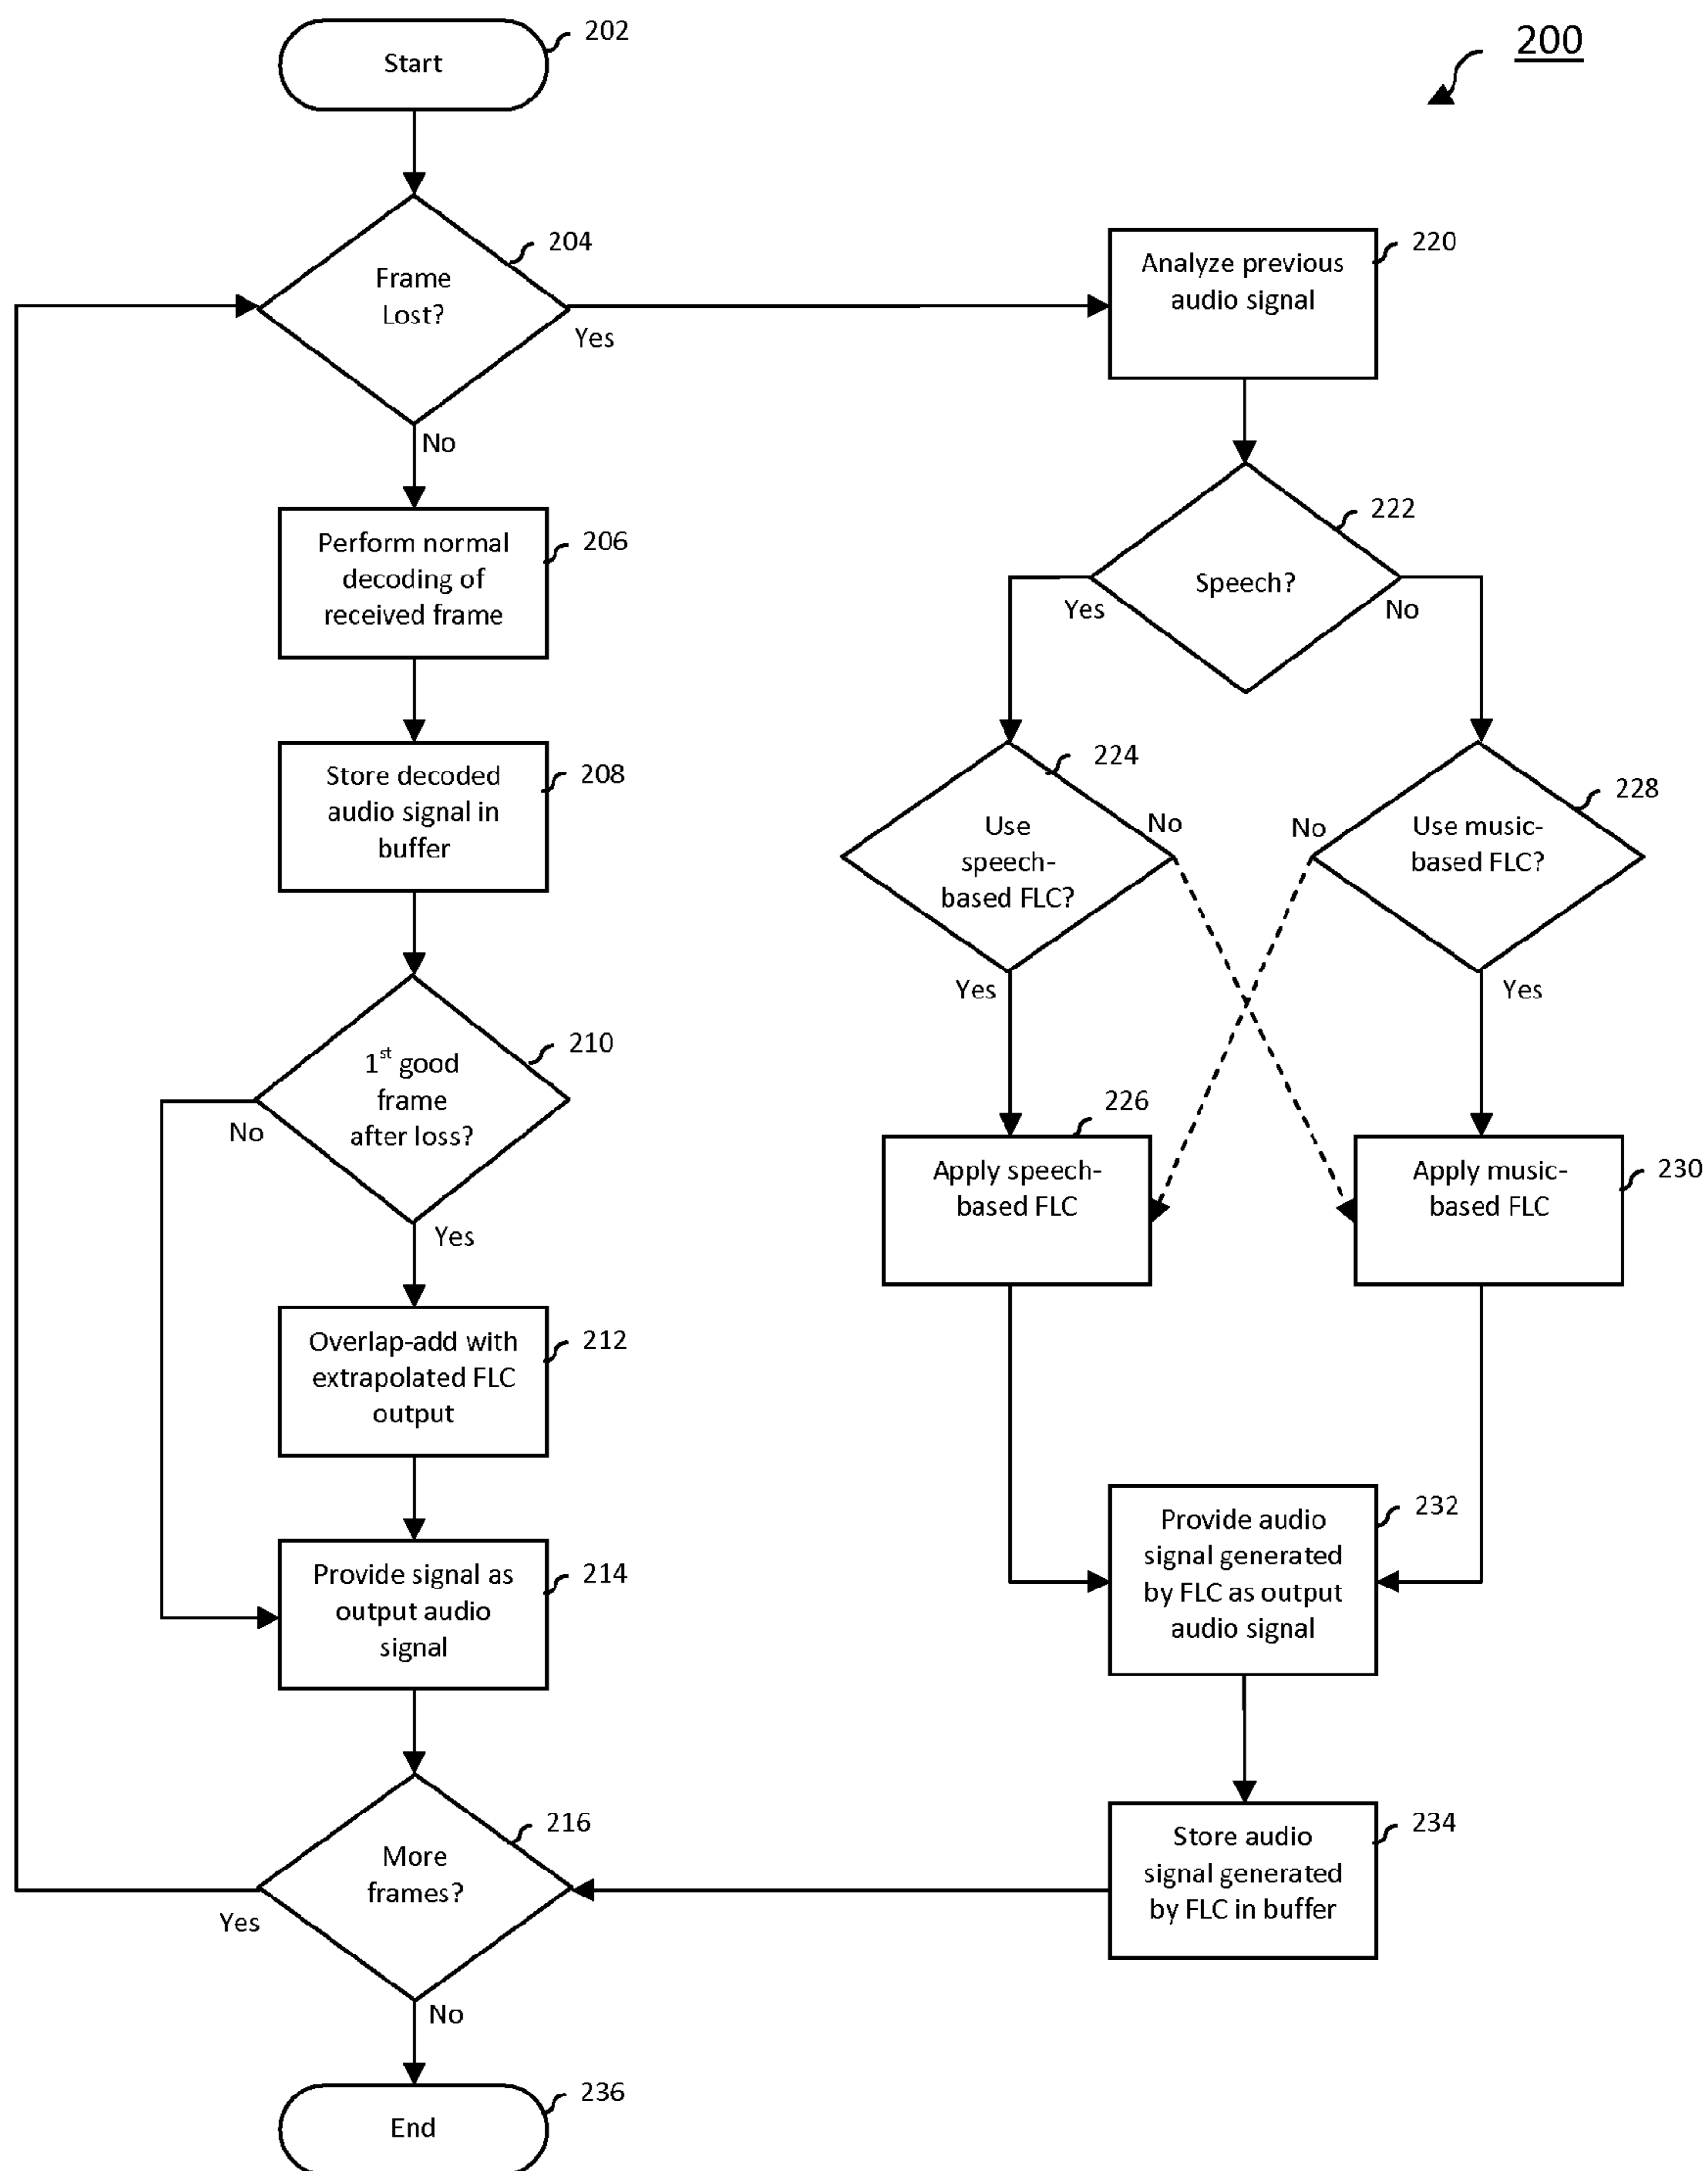 200
202
Start
204
Frame
Lost?
Yes
No
220
Analyze previous
audio signal
206
Perform normal
decoding of
received frame
222
Speech?
Yes
No
208
Store decoded
audio signal in
buffer
224
Use
speech-
based FLC?
No
Yes
228
Use music-
based FLC?
No
Yes
210
1st good
frame
after loss?
No
Yes
226
Apply speech-
based FLC
230
Apply music-
based FLC
212
Overlap-add with
extrapolated FLC
output
214
Provide signal as
output audio
signal
232
Provide audio
signal generated
by FLC as output
audio signal
216
More
frames?
Yes
No
234
Store audio
signal generated
by FLC in buffer
236
End